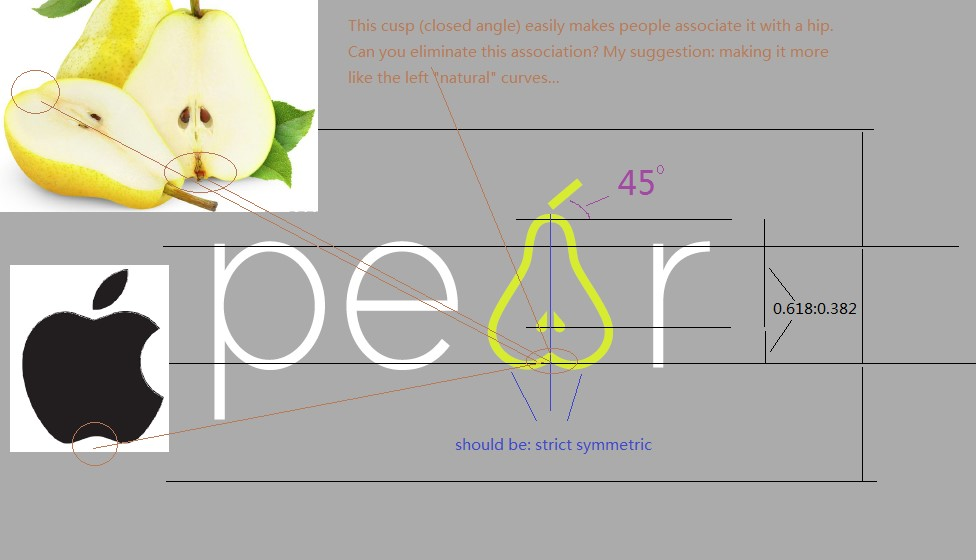 This cusp (closed angle) easily makes people associate it with a hip.
Can you eliminate this association? My suggestion: making it more
like the left "natural" curves...
45°
pe r
0.618:0.382
should be: strict symmetric